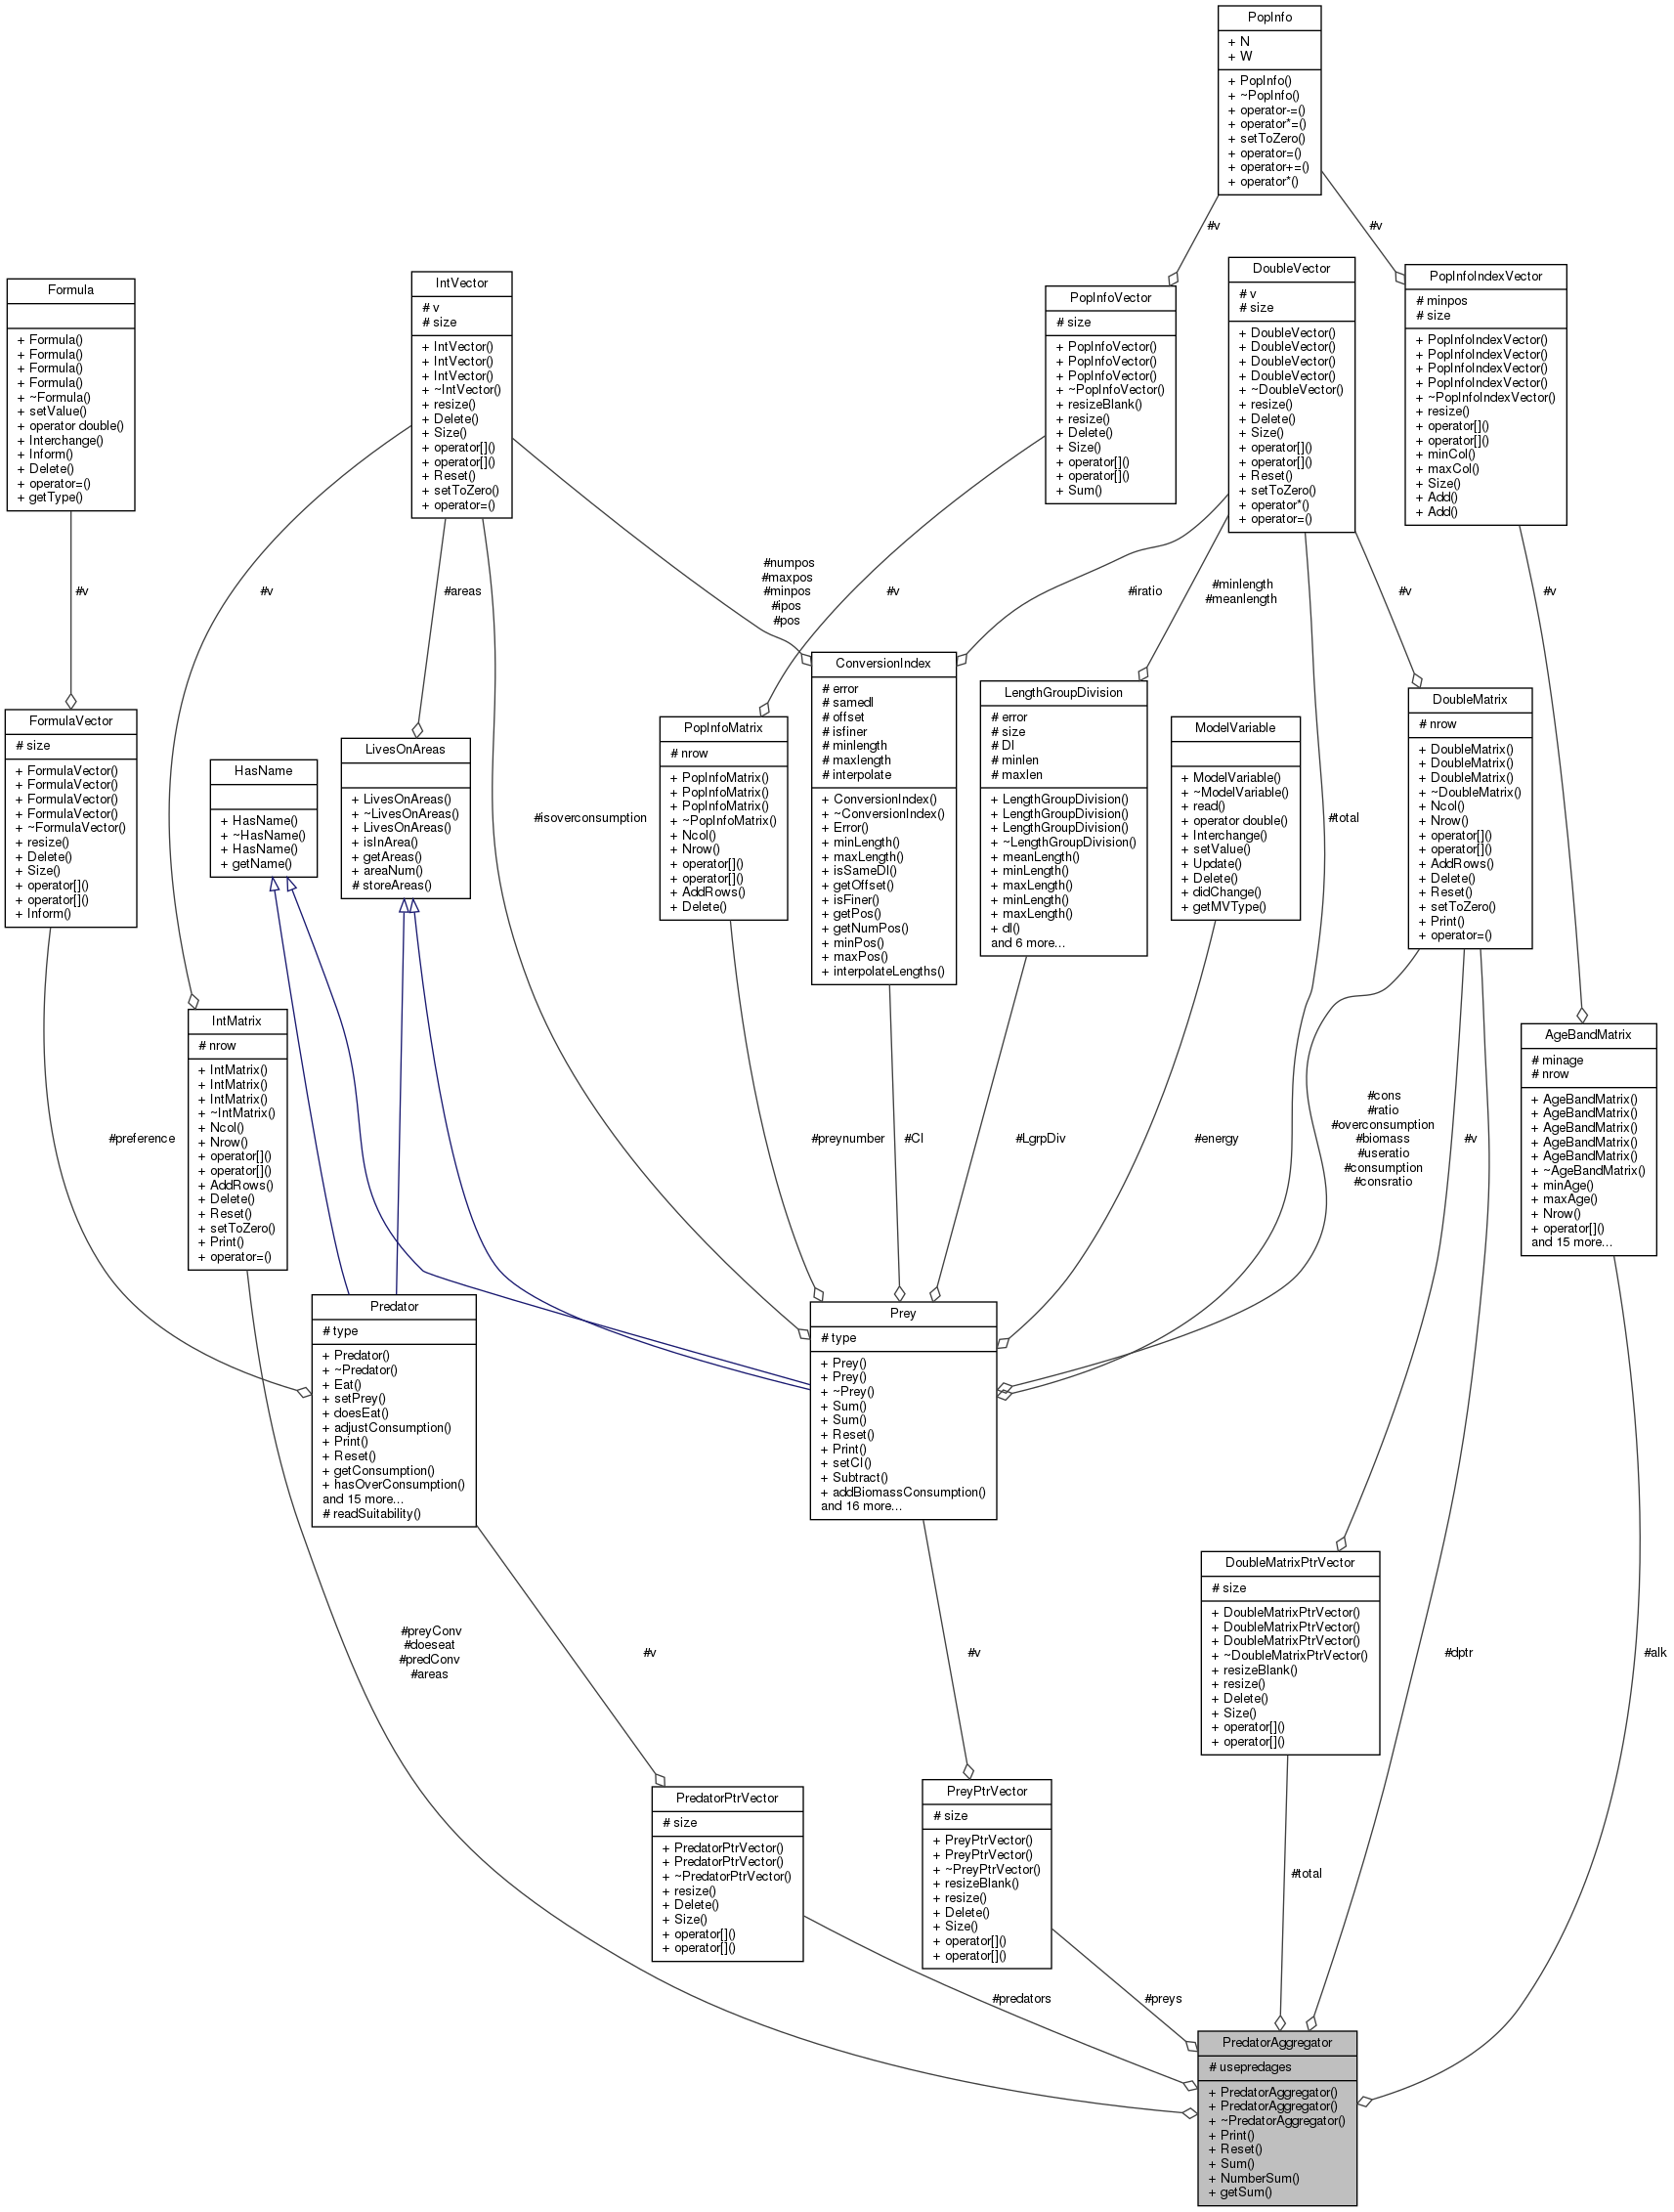 PopInfo
+ N
+ W
+ PopInfo()
+ ~PopInfo()
+ operator-=()
+ operator*=()
+ setToZero()
+ operator=()
+ operator+=()
+ operator*()
#v
#v
Formula
+ Formula()
+ Formula()
+ Formula()
+ Formula()
+ ~Formula()
+ setValue()
+ operator double()
+ Interchange()
+ Inform()
+ Delete()
+ operator=()
+ getType()
IntVector
# v
# size
+ IntVector()
+ IntVector()
+ IntVector()
+ ~IntVector()
+ resize()
+ Delete()
+ Size()
+ operator[]()
+ operator[]()
+ Reset()
+ setToZero()
+ operator=()
PopInfoVector
# size
+ PopInfoVector()
+ PopInfoVector()
+ PopInfoVector()
+ ~PopInfoVector()
+ resizeBlank()
+ resize()
+ Delete()
+ Size()
+ operator[]()
+ operator[]()
+ Sum()
DoubleVector
# v
# size
+ DoubleVector()
+ DoubleVector()
+ DoubleVector()
+ DoubleVector()
+ ~DoubleVector()
+ resize()
+ Delete()
+ Size()
+ operator[]()
+ operator[]()
+ Reset()
+ setToZero()
+ operator*()
+ operator=()
PopInfoIndexVector
# minpos
# size
+ PopInfoIndexVector()
+ PopInfoIndexVector()
+ PopInfoIndexVector()
+ PopInfoIndexVector()
+ ~PopInfoIndexVector()
+ resize()
+ operator[]()
+ operator[]()
+ minCol()
+ maxCol()
+ Size()
+ Add()
+ Add()
#v
#v
#areas
#numpos
#maxpos
#minpos
#ipos
#pos
#v
#iratio
#minlength
#meanlength
#v
#v
FormulaVector
# size
+ FormulaVector()
+ FormulaVector()
+ FormulaVector()
+ FormulaVector()
+ ~FormulaVector()
+ resize()
+ Delete()
+ Size()
+ operator[]()
+ operator[]()
+ Inform()
HasName
+ HasName()
+ ~HasName()
+ HasName()
+ getName()
LivesOnAreas
+ LivesOnAreas()
+ ~LivesOnAreas()
+ LivesOnAreas()
+ isInArea()
+ getAreas()
+ areaNum()
# storeAreas()
#isoverconsumption
PopInfoMatrix
# nrow
+ PopInfoMatrix()
+ PopInfoMatrix()
+ PopInfoMatrix()
+ ~PopInfoMatrix()
+ Ncol()
+ Nrow()
+ operator[]()
+ operator[]()
+ AddRows()
+ Delete()
ConversionIndex
# error
# samedl
# offset
# isfiner
# minlength
# maxlength
# interpolate
+ ConversionIndex()
+ ~ConversionIndex()
+ Error()
+ minLength()
+ maxLength()
+ isSameDl()
+ getOffset()
+ isFiner()
+ getPos()
+ getNumPos()
+ minPos()
+ maxPos()
+ interpolateLengths()
LengthGroupDivision
# error
# size
# Dl
# minlen
# maxlen
+ LengthGroupDivision()
+ LengthGroupDivision()
+ LengthGroupDivision()
+ ~LengthGroupDivision()
+ meanLength()
+ minLength()
+ maxLength()
+ minLength()
+ maxLength()
+ dl()
and 6 more...
ModelVariable
+ ModelVariable()
+ ~ModelVariable()
+ read()
+ operator double()
+ Interchange()
+ setValue()
+ Update()
+ Delete()
+ didChange()
+ getMVType()
#total
DoubleMatrix
# nrow
+ DoubleMatrix()
+ DoubleMatrix()
+ DoubleMatrix()
+ ~DoubleMatrix()
+ Ncol()
+ Nrow()
+ operator[]()
+ operator[]()
+ AddRows()
+ Delete()
+ Reset()
+ setToZero()
+ Print()
+ operator=()
#preference
IntMatrix
# nrow
+ IntMatrix()
+ IntMatrix()
+ IntMatrix()
+ ~IntMatrix()
+ Ncol()
+ Nrow()
+ operator[]()
+ operator[]()
+ AddRows()
+ Delete()
+ Reset()
+ setToZero()
+ Print()
+ operator=()
#preynumber
#CI
#LgrpDiv
#energy
#cons
#ratio
#overconsumption
#biomass
#useratio
#consumption
#consratio
#v
AgeBandMatrix
# minage
# nrow
+ AgeBandMatrix()
+ AgeBandMatrix()
+ AgeBandMatrix()
+ AgeBandMatrix()
+ AgeBandMatrix()
+ ~AgeBandMatrix()
+ minAge()
+ maxAge()
+ Nrow()
+ operator[]()
and 15 more...
Predator
# type
+ Predator()
+ ~Predator()
+ Eat()
+ setPrey()
+ doesEat()
+ adjustConsumption()
+ Print()
+ Reset()
+ getConsumption()
+ hasOverConsumption()
and 15 more...
# readSuitability()
Prey
# type
+ Prey()
+ Prey()
+ ~Prey()
+ Sum()
+ Sum()
+ Reset()
+ Print()
+ setCI()
+ Subtract()
+ addBiomassConsumption()
and 16 more...
#preyConv
#doeseat
#predConv
#areas
#v
#v
DoubleMatrixPtrVector
# size
+ DoubleMatrixPtrVector()
+ DoubleMatrixPtrVector()
+ DoubleMatrixPtrVector()
+ ~DoubleMatrixPtrVector()
+ resizeBlank()
+ resize()
+ Delete()
+ Size()
+ operator[]()
+ operator[]()
#dptr
#alk
PredatorPtrVector
# size
+ PredatorPtrVector()
+ PredatorPtrVector()
+ ~PredatorPtrVector()
+ resize()
+ Delete()
+ Size()
+ operator[]()
+ operator[]()
PreyPtrVector
# size
+ PreyPtrVector()
+ PreyPtrVector()
+ ~PreyPtrVector()
+ resizeBlank()
+ resize()
+ Delete()
+ Size()
+ operator[]()
+ operator[]()
#total
#predators
#preys
PredatorAggregator
# usepredages
+ PredatorAggregator()
+ PredatorAggregator()
+ ~PredatorAggregator()
+ Print()
+ Reset()
+ Sum()
+ NumberSum()
+ getSum()